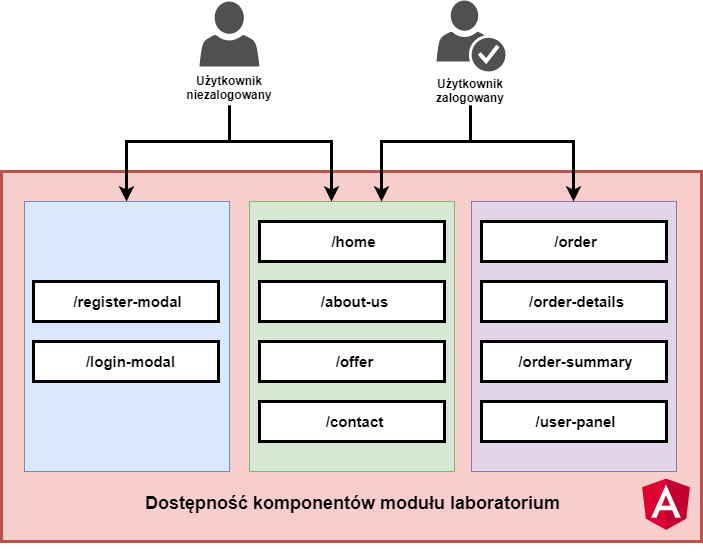 Użytkownik
niezalogowany
Użytkownik
zalogowany
/register-modal
/login-modal
/home
/about-us
/offer
/contact
/order
/order-details
/order-summary
/user-panel
Dostępność komponentów modułu laboratorium
A